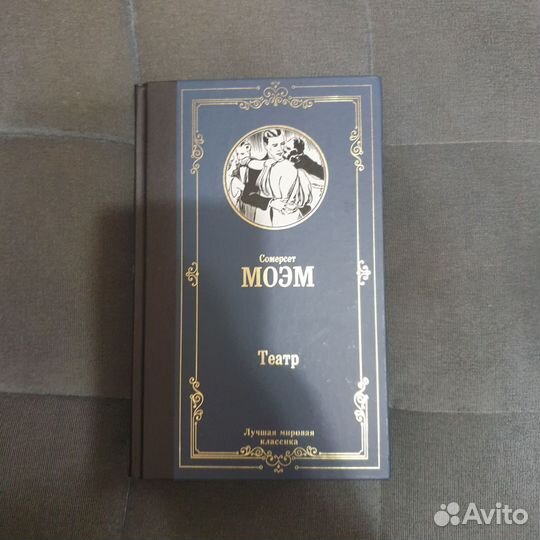 Сомерсет
МОЭМ
Театр
Лучшая мировая
классика
Avito